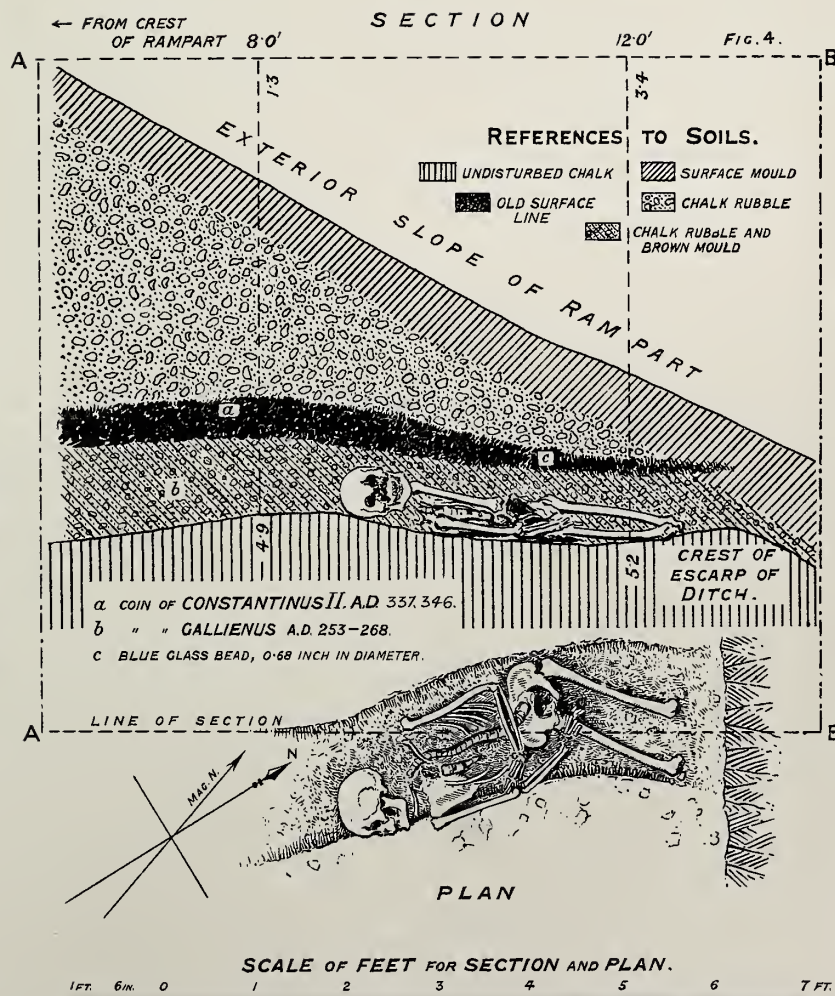 SECTION
← FROM CREST
OF RAMPART 8·0' 12·0' FIG. 4.
A B
1·3 3·4
EXTERIOR SLOPE OF RAMPART
REFERENCES TO SOILS.
UNDISTURBED CHALK SURFACE MOULD
OLD SURFACE LINE CHALK RUBBLE
CHALK RUBBLE AND BROWN MOULD
a
c
b
4·9 5·2
CREST OF
ESCARP OF
DITCH.
a COIN OF CONSTANTINUS II. A.D. 337.346.
b " " GALLIENUS A.D. 253–268.
c BLUE GLASS BEAD, 0·68 INCH IN DIAMETER.
A LINE OF SECTION B
MAG. N. N
PLAN
SCALE OF FEET FOR SECTION AND PLAN.
1 FT. 6 IN. 0 1 2 3 4 5 6 7 FT.